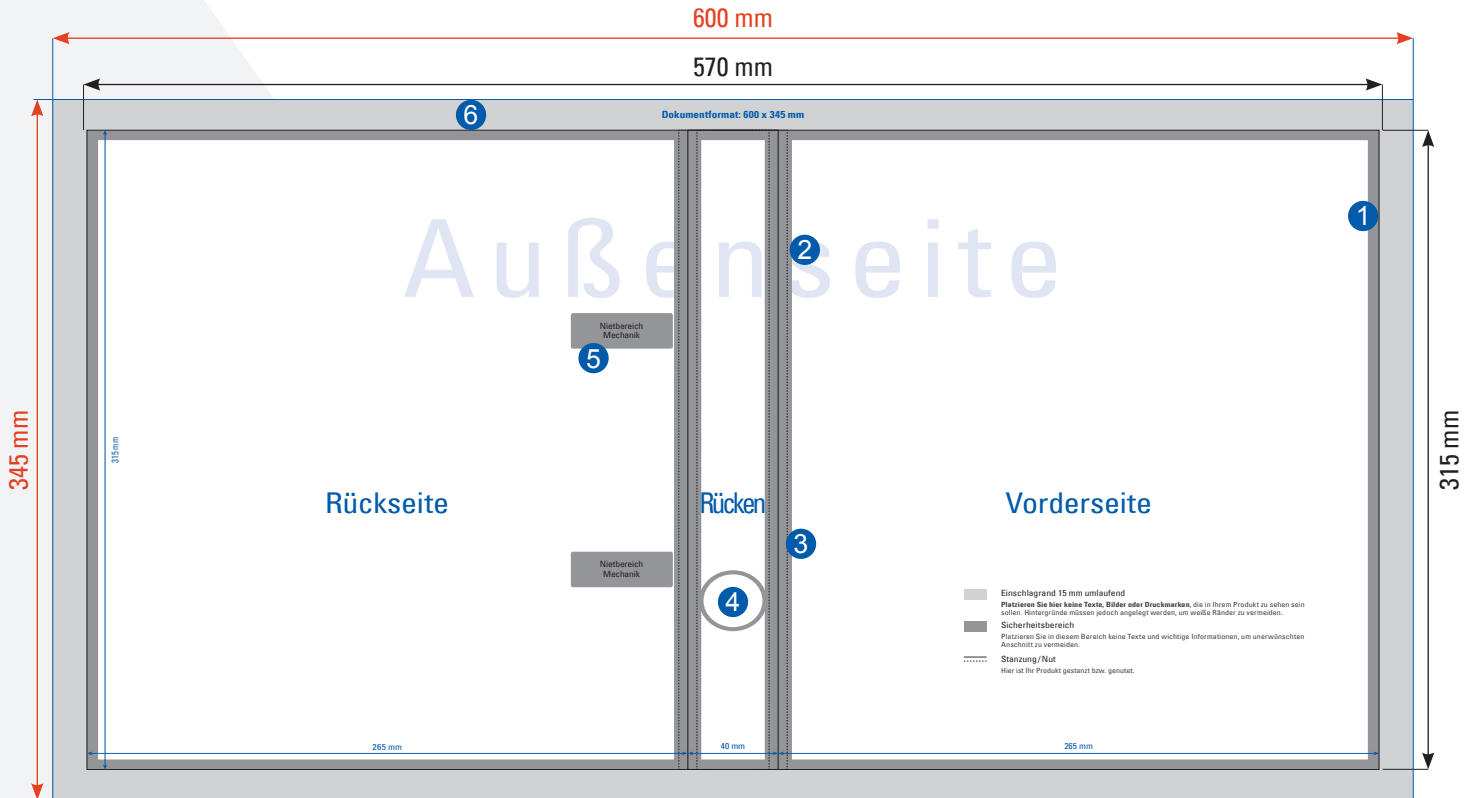 600 mm
570 mm
6
Dokumentformat: 600 x 345 mm
1
2
Außenseite
Nietbereich
Mechanik
5
345 mm
315 mm
315 mm
Rückseite
Rücken
Vorderseite
3
Nietbereich
Mechanik
4
Einschlagrand 15 mm umlaufend
Platzieren Sie hier keine Texte, Bilder oder Druckmarken, die in Ihrem Produkt zu sehen sein
sollen. Hintergründe müssen jedoch angelegt werden, um weiße Ränder zu vermeiden.
Sicherheitsbereich
Platzieren Sie in diesem Bereich keine Texte und wichtige Informationen, um unerwünschten
Anschnitt zu vermeiden.
Stanzung/Nut
Hier ist Ihr Produkt gestanzt bzw. genutet.
265 mm
40 mm
265 mm